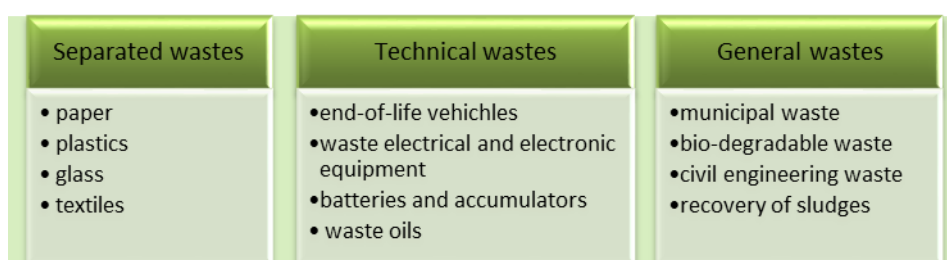 Separated wastes
• paper
• plastics
• glass
• textiles
Technical wastes
•end-of-life vehichles
•waste electrical and electronic
equipment
•batteries and accumulators
• waste oils
General wastes
•municipal waste
•bio-degradable waste
•civil engineering waste
•recovery of sludges